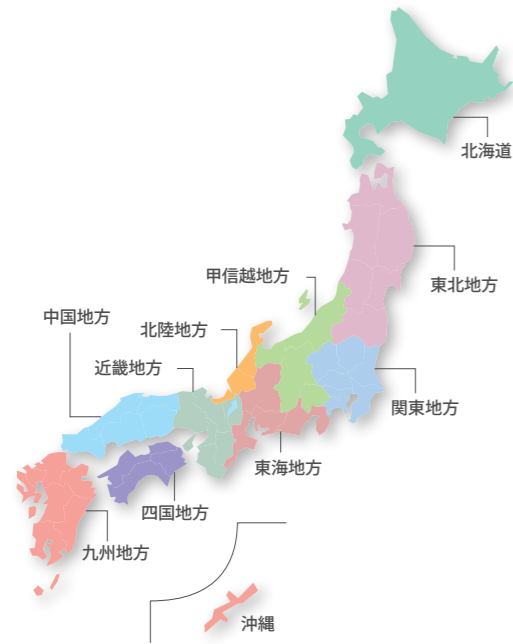 北海道
東北地方
甲信越地方
中国地方
北陸地方
近畿地方
関東地方
東海地方
四国地方
九州地方
沖縄